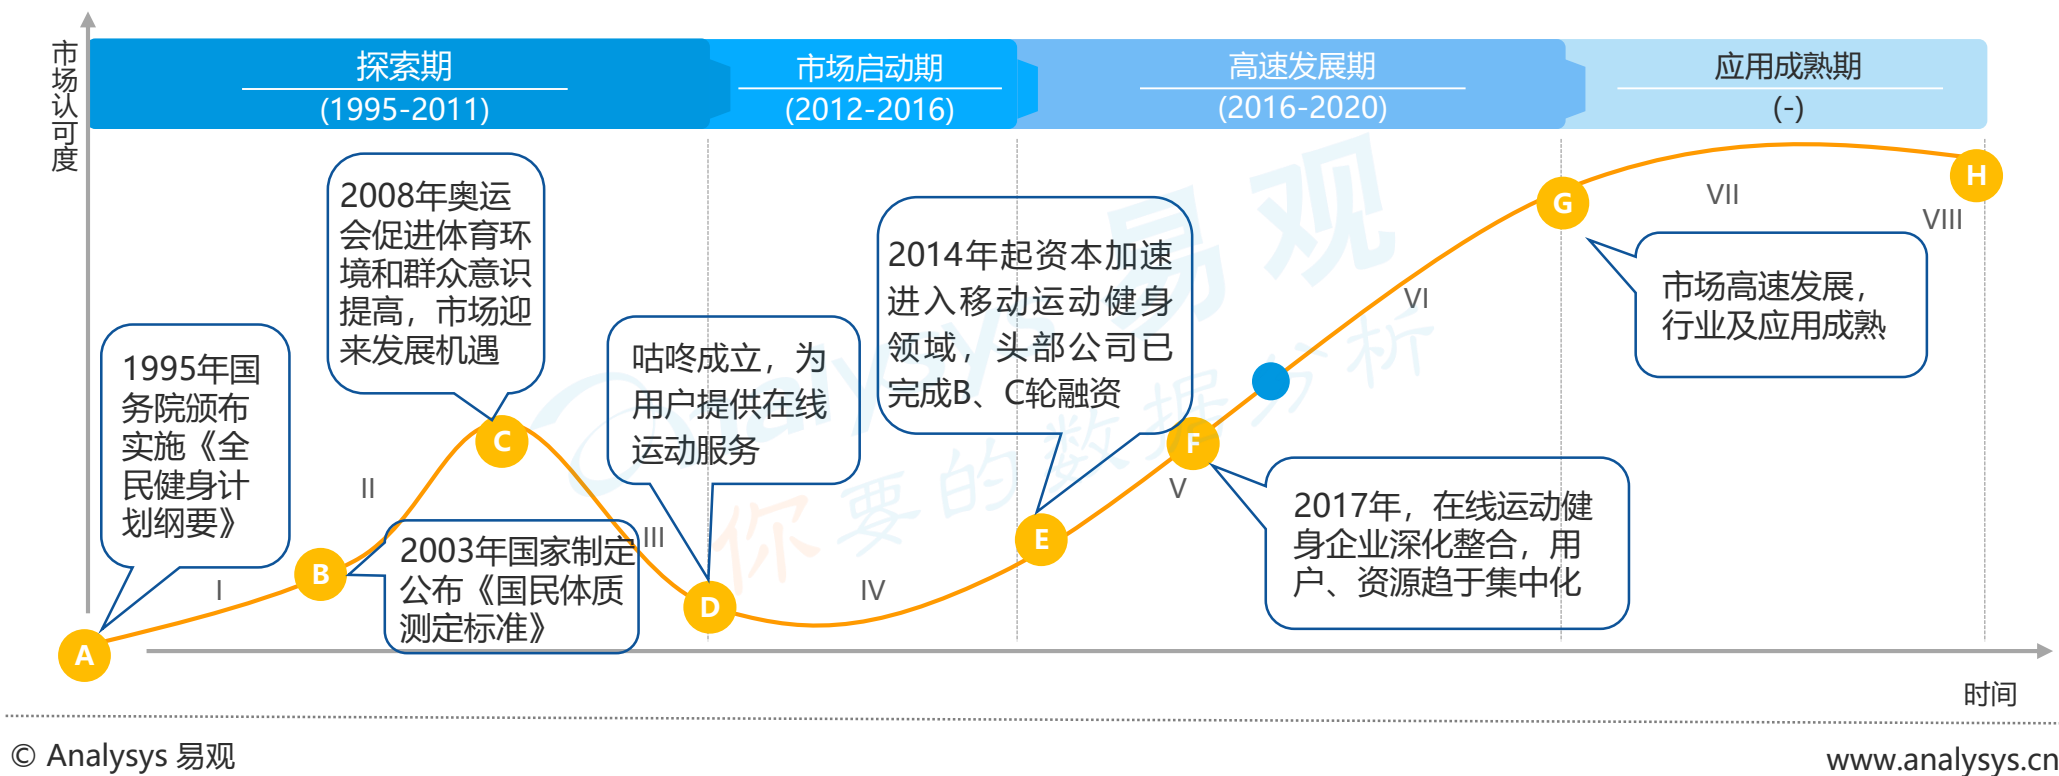 市场认可度
探索期
(1995-2011)
市场启动期
(2012-2016)
高速发展期
(2016-2020)
应用成熟期
(-)
1995年国
务院颁布
实施《全
民健身计
划纲要》
2008年奥运
会促进体育环
境和群众意识
提高，市场迎
来发展机遇
2003年国家制定
公布《国民体质
测定标准》
咕咚成立，为
用户提供在线
运动服务
2014年起资本加速
进入移动运动健身
领域，头部公司已
完成B、C轮融资
2017年，在线运动健
身企业深化整合，用
户、资源趋于集中化
市场高速发展，
行业及应用成熟
A
B
C
D
E
F
G
H
I
II
III
IV
V
VI
VII
VIII
Analysys 易观
你要的数据分析
时间
© Analysys 易观
www.analysys.cn